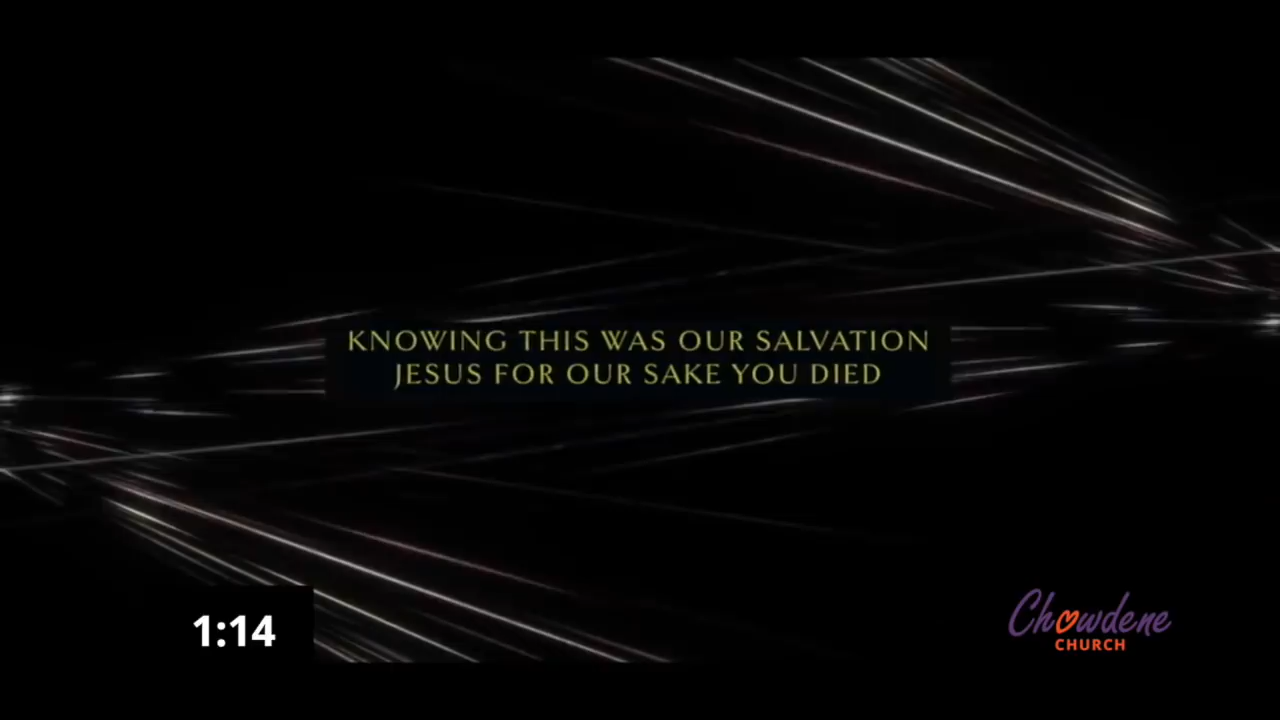 KNOWING THIS WAS OUR SALVATION
JESUS FOR OUR SAKE YOU DIED
1:14
Chowdene
CHURCH